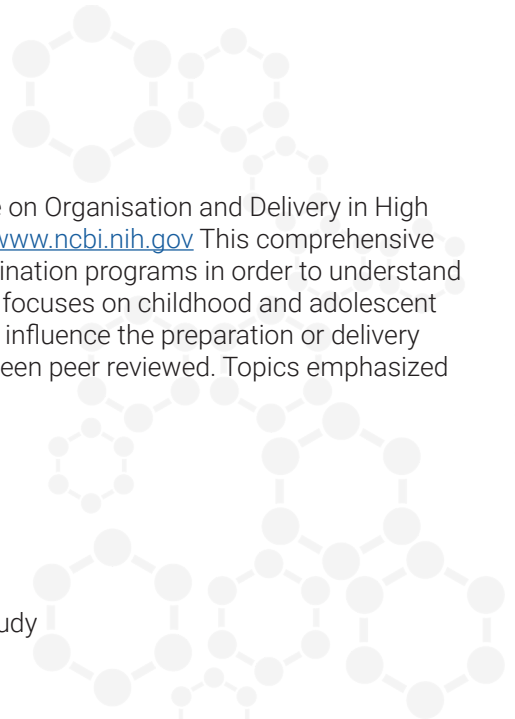 on Organisation and Delivery in High
www.ncbi.nih.gov This comprehensive
ination programs in order to understand
focuses on childhood and adolescent
influence the preparation or delivery
een peer reviewed. Topics emphasized
udy